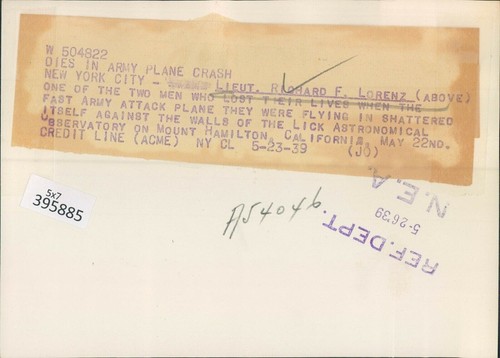 W 504822
DIES IN ARMY PLANE CRASH
NEW YORK CITY - LIEUT. RICHARD F. LORENZ (ABOVE)
ONE OF THE TWO MEN WHO LOST THEIR LIVES WHEN THE
FAST ARMY ATTACK PLANE THEY WERE FLYING IN SHATTERED
ITSELF AGAINST THE WALLS OF THE LICK ASTRONOMICAL
OBSERVATORY ON MOUNT HAMILTON, CALIFORNIA, MAY 22ND.
CREDIT LINE (ACME) NY CL 5-23-39 (JO)
5x7
395885
A54046
N.E.A.
5-2639
REF.DEPT.